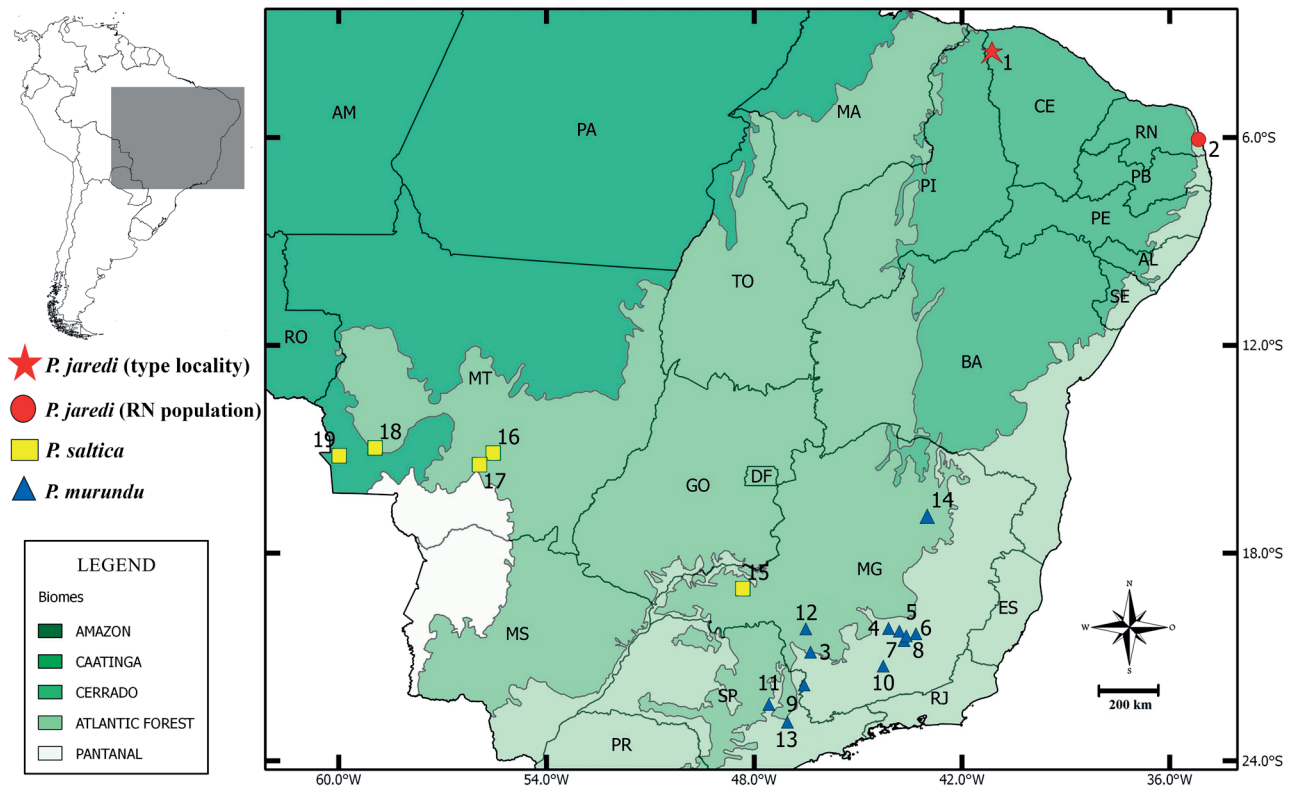 AM
PA
MA
CE
RN
PB
PI
PE
AL
SE
TO
BA
RO
MT
GO
DF
MG
ES
MS
SP
RJ
PR
1
2
19
18
16
17
14
15
12
5
4
6
3
7
8
10
11
9
13
6.0°S
12.0°S
18.0°S
24.0°S
60.0°W
54.0°W
48.0°W
42.0°W
36.0°W
P. jaredi (type locality)
P. jaredi (RN population)
P. saltica
P. murundu
LEGEND
Biomes
AMAZON
CAATINGA
CERRADO
ATLANTIC FOREST
PANTANAL
N
W
O
S
200 km